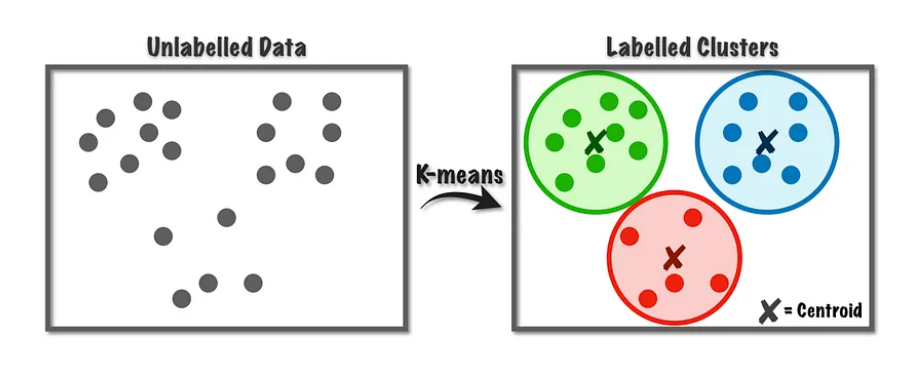 Unlabelled Data
Labelled Clusters
K-means
X = Centroid